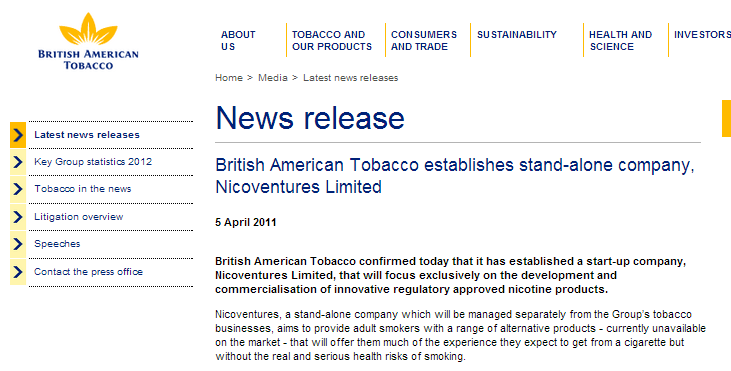 BRITISH AMERICAN
TOBACCO
ABOUT
US
TOBACCO AND
OUR PRODUCTS
CONSUMERS
AND TRADE
SUSTAINABILITY
HEALTH AND
SCIENCE
INVESTORS
Home > Media > Latest news releases
Latest news releases
Key Group statistics 2012
Tobacco in the news
Litigation overview
Speeches
Contact the press office
News release
British American Tobacco establishes stand-alone company,
Nicoventures Limited
5 April 2011
British American Tobacco confirmed today that it has established a start-up company,
Nicoventures Limited, that will focus exclusively on the development and
commercialisation of innovative regulatory approved nicotine products.
Nicoventures, a stand-alone company which will be managed separately from the Group's tobacco
businesses, aims to provide adult smokers with a range of alternative products - currently unavailable
on the market - that will offer them much of the experience they expect to get from a cigarette but
without the real and serious health risks of smoking.